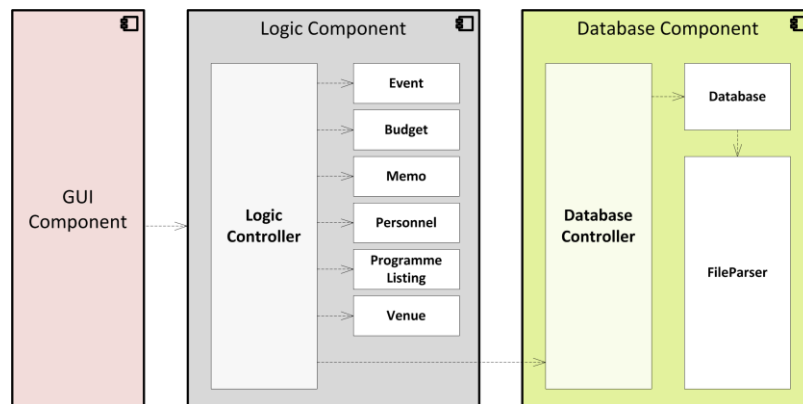 GUI
Component
Logic Component
Logic
Controller
Event
Budget
Memo
Personnel
Programme
Listing
Venue
Database Component
Database
Controller
Database
FileParser